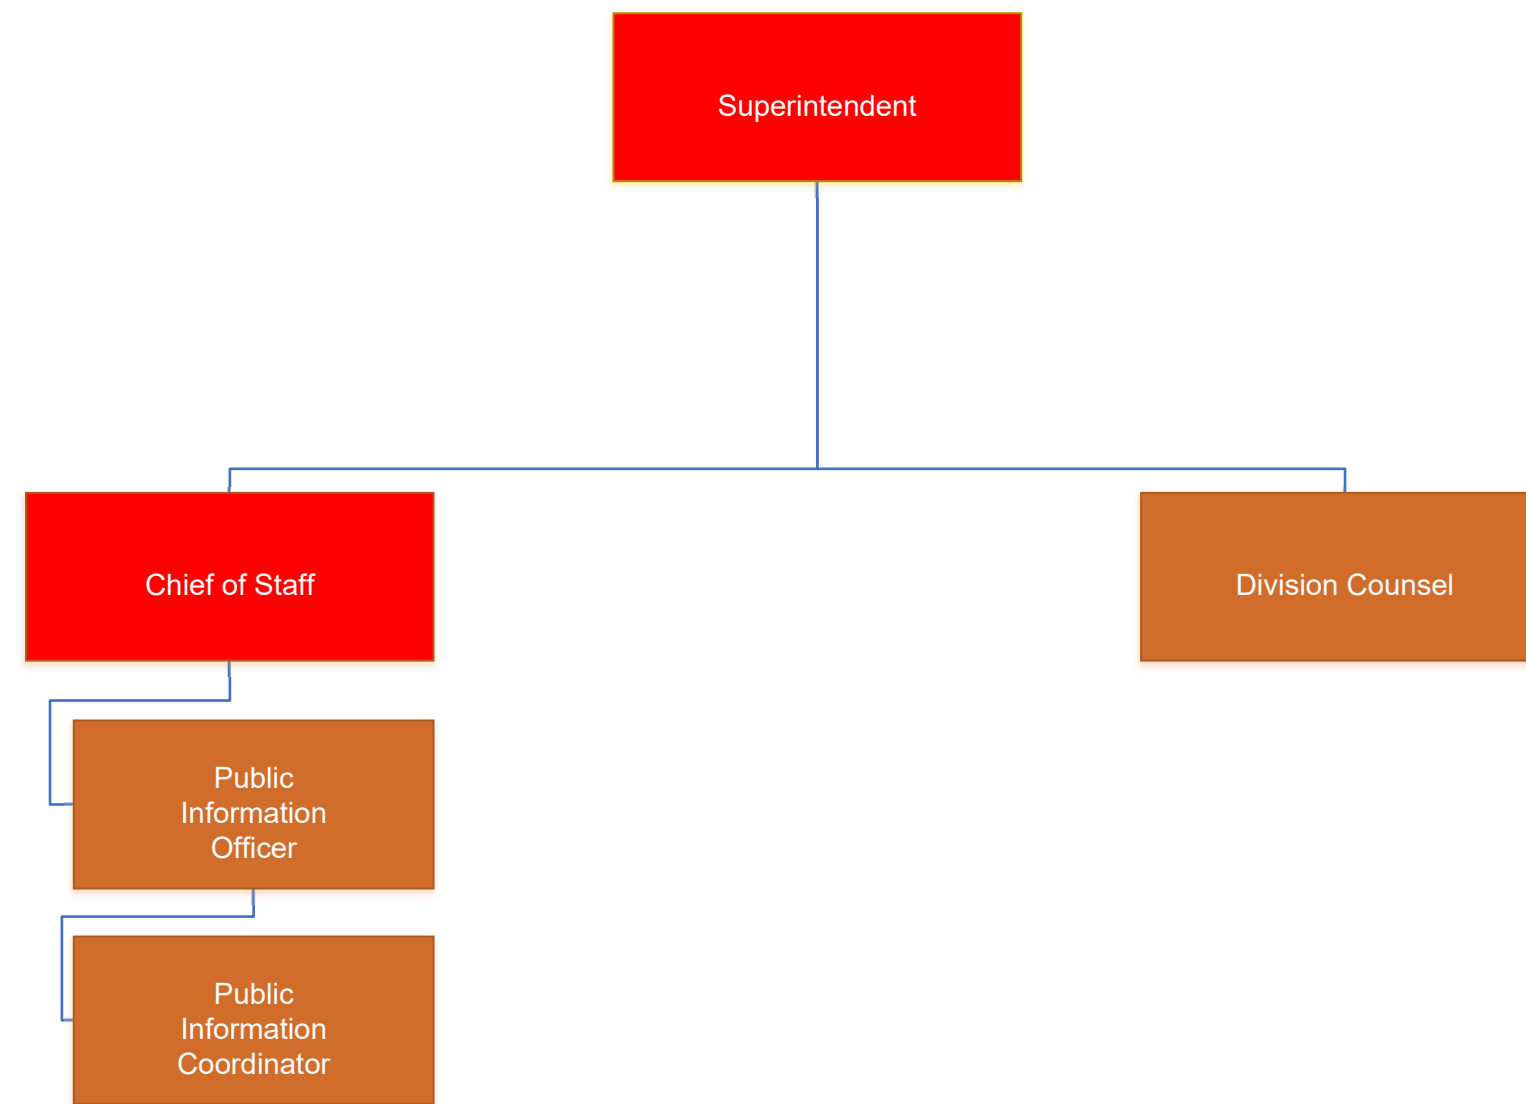 Superintendent
Chief of Staff
Division Counsel
Public
Information
Officer
Public
Information
Coordinator